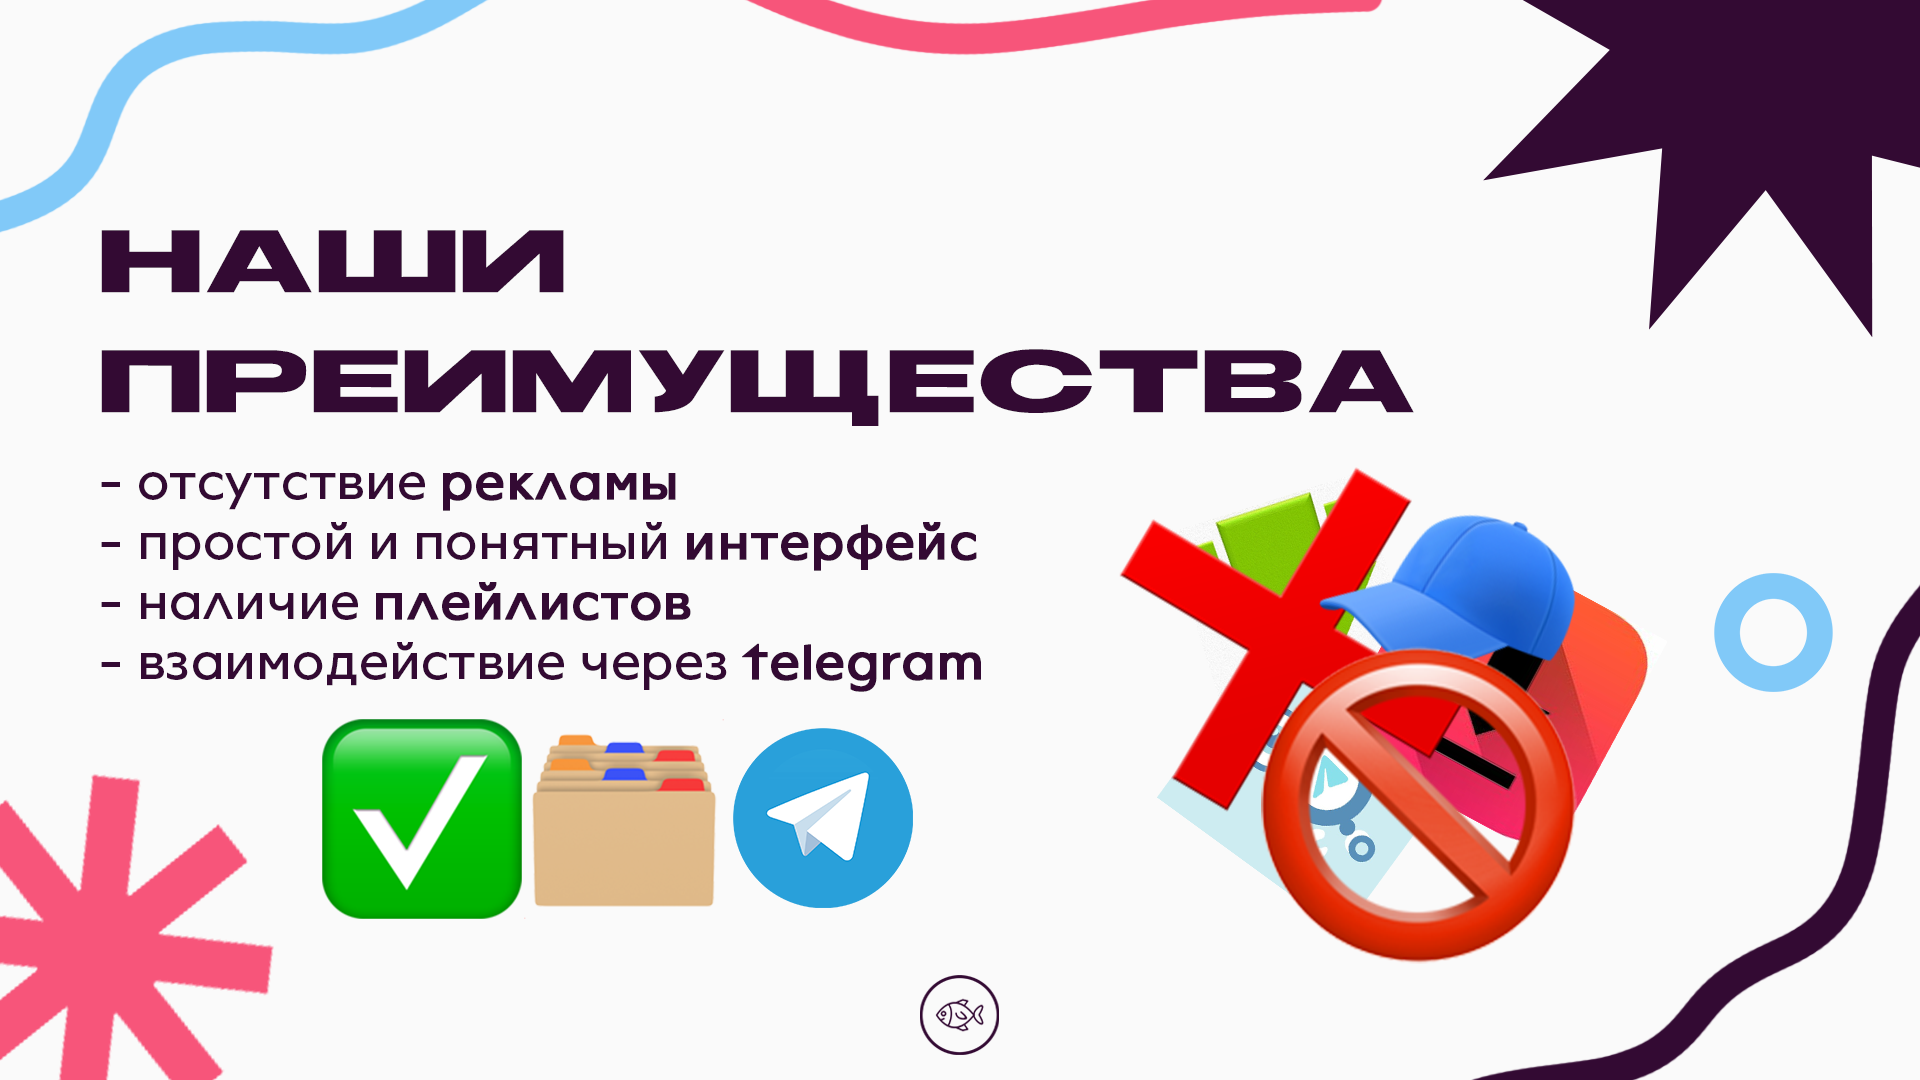 НАШИ
ПРЕИМУЩЕСТВА
- отсутствие рекламы
- простой и понятный интерфейс
- наличие плейлистов
- взаимодействие через telegram